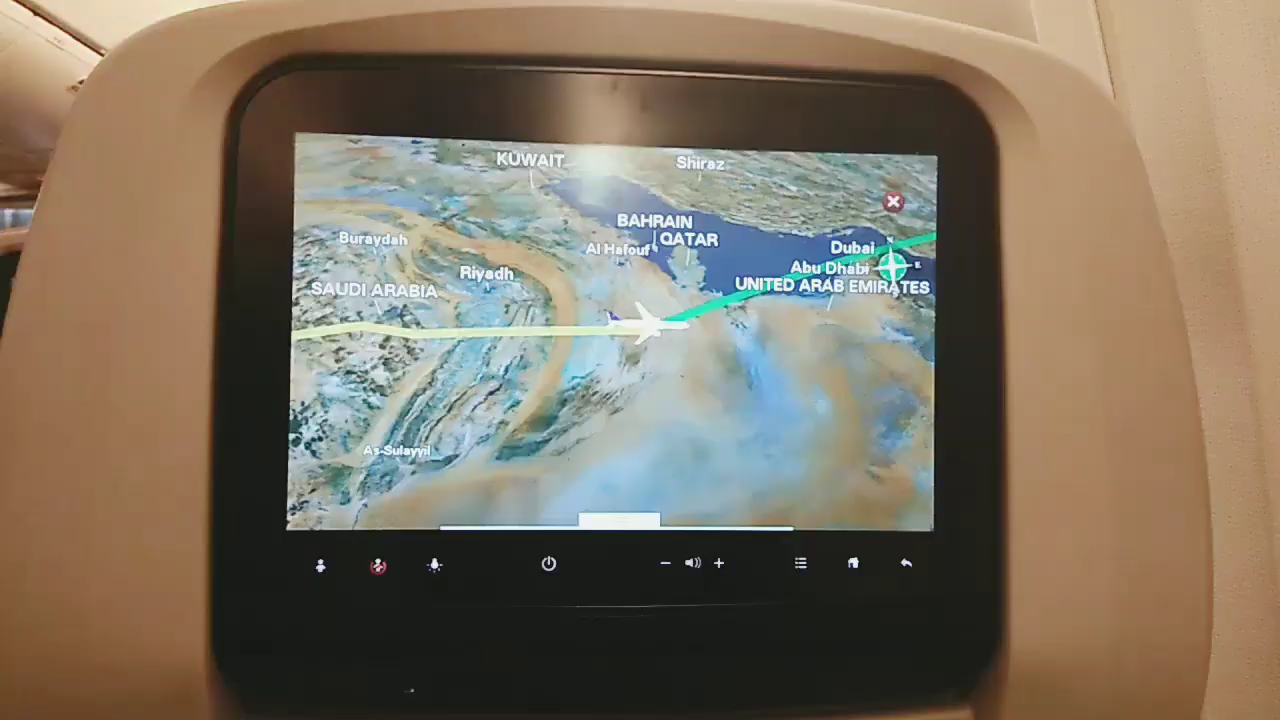 KUWAIT
Shiraz
BAHRAIN
QATAR
Al Hafouf
Buraydah
Riyadh
SAUDI ARABIA
Dubai
Abu Dhabi
UNITED ARAB EMIRATES
As-Sulayyil